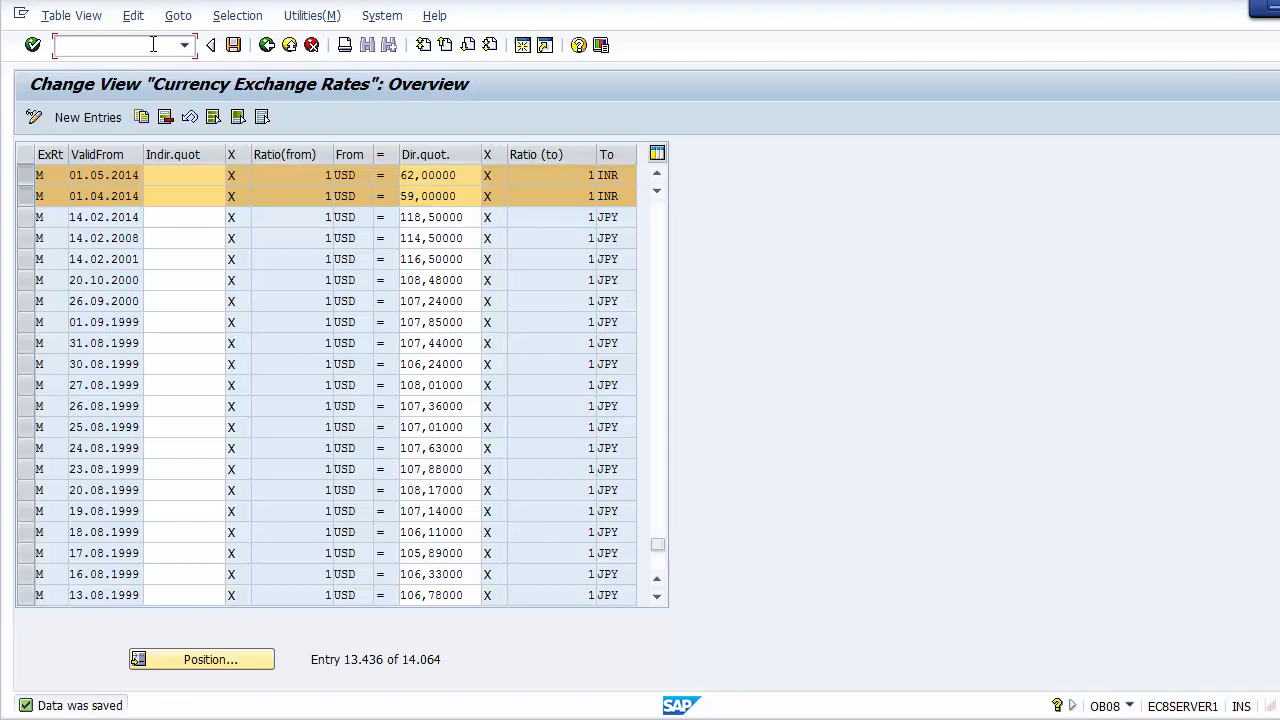 Table View Edit Goto Selection Utilities(M) System Help
Change View "Currency Exchange Rates": Overview
New Entries
ExRt ValidFrom Indir.quot X Ratio(from) From = Dir.quot. X Ratio (to) To
M 01.05.2014 X 1 USD = 62,00000 X 1 INR
M 01.04.2014 X 1 USD = 59,00000 X 1 INR
M 14.02.2014 X 1 USD = 118,50000 X 1 JPY
M 14.02.2008 X 1 USD = 114,50000 X 1 JPY
M 14.02.2001 X 1 USD = 116,50000 X 1 JPY
M 20.10.2000 X 1 USD = 108,48000 X 1 JPY
M 26.09.2000 X 1 USD = 107,24000 X 1 JPY
M 01.09.1999 X 1 USD = 107,85000 X 1 JPY
M 31.08.1999 X 1 USD = 107,44000 X 1 JPY
M 30.08.1999 X 1 USD = 106,24000 X 1 JPY
M 27.08.1999 X 1 USD = 108,01000 X 1 JPY
M 26.08.1999 X 1 USD = 107,36000 X 1 JPY
M 25.08.1999 X 1 USD = 107,01000 X 1 JPY
M 24.08.1999 X 1 USD = 107,63000 X 1 JPY
M 23.08.1999 X 1 USD = 107,88000 X 1 JPY
M 20.08.1999 X 1 USD = 108,17000 X 1 JPY
M 19.08.1999 X 1 USD = 107,14000 X 1 JPY
M 18.08.1999 X 1 USD = 106,11000 X 1 JPY
M 17.08.1999 X 1 USD = 105,89000 X 1 JPY
M 16.08.1999 X 1 USD = 106,33000 X 1 JPY
M 13.08.1999 X 1 USD = 106,78000 X 1 JPY
Position... Entry 13.436 of 14.064
Data was saved SAP OB08 EC8SERVER1 INS